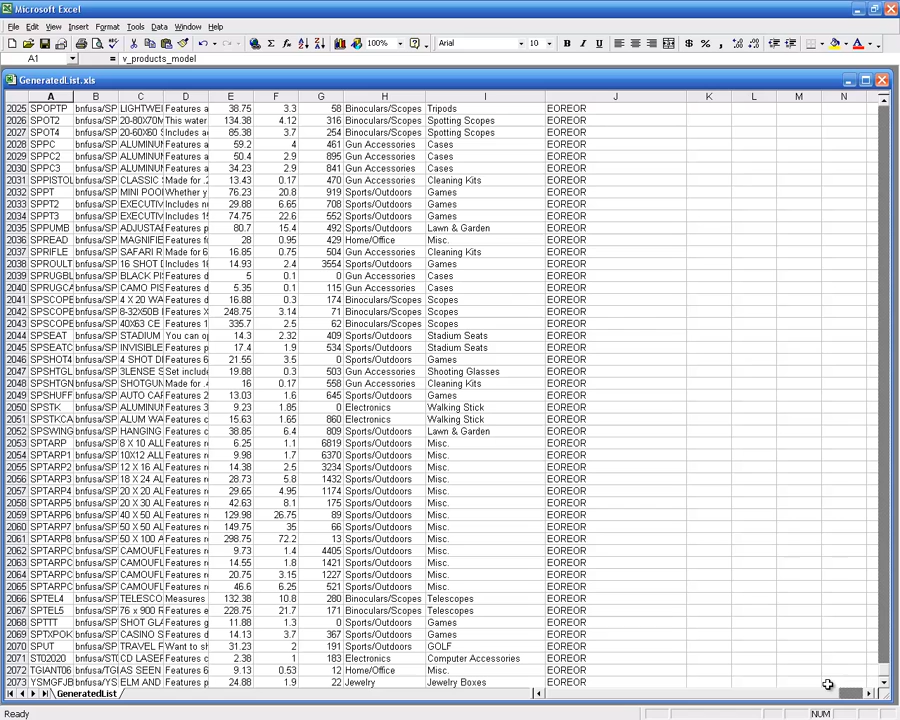 Microsoft Excel
File Edit View Insert Format Tools Data Window Help
100% Arial 10 B I U $ %
A1 = v_products_model
GeneratedList.xls
A B C D E F G H I J K L M N
2025 SPOPTP bnfusa/SP LIGHTWEI Features a 38.75 3.3 58 Binoculars/Scopes Tripods EOREOR
2026 SPOT2 bnfusa/SP 20-80X70M This water 134.38 4.12 316 Binoculars/Scopes Spotting Scopes EOREOR
2027 SPOT4 bnfusa/SP 20-60X60 S Includes a 85.38 3.7 254 Binoculars/Scopes Spotting Scopes EOREOR
2028 SPPC bnfusa/SP ALUMINUM Features a 59.2 4 461 Gun Accessories Cases EOREOR
2029 SPPC2 bnfusa/SP ALUMINUM Features a 50.4 2.9 895 Gun Accessories Cases EOREOR
2030 SPPC3 bnfusa/SP ALUMINUM Features a 34.23 2.9 841 Gun Accessories Cases EOREOR
2031 SPPISTOL bnfusa/SP CLASSIC S Made for .2 13.43 0.17 470 Gun Accessories Cleaning Kits EOREOR
2032 SPPT bnfusa/SP MINI POOL Whether y 76.23 20.8 919 Sports/Outdoors Games EOREOR
2033 SPPT2 bnfusa/SP EXECUTIV Includes n 29.88 6.65 708 Sports/Outdoors Games EOREOR
2034 SPPT3 bnfusa/SP EXECUTIV Includes 15 74.75 22.6 552 Sports/Outdoors Games EOREOR
2035 SPPUMB bnfusa/SP ADJUSTAB Features p 80.7 15.4 492 Sports/Outdoors Lawn & Garden EOREOR
2036 SPREAD bnfusa/SP MAGNIFIE Features fo 28 0.95 429 Home/Office Misc. EOREOR
2037 SPRIFLE bnfusa/SP SAFARI R Made for 6 16.85 0.75 504 Gun Accessories Cleaning Kits EOREOR
2038 SPROULT bnfusa/SP 16 SHOT D Includes 16 14.93 2.4 3554 Sports/Outdoors Games EOREOR
2039 SPRUGBL bnfusa/SP BLACK PIS Features d 5 0.1 0 Gun Accessories Cases EOREOR
2040 SPRUGCA bnfusa/SP CAMO PIS Features d 5.35 0.1 115 Gun Accessories Cases EOREOR
2041 SPSCOPE bnfusa/SP 4 X 20 WA Features d 16.88 0.3 174 Binoculars/Scopes Scopes EOREOR
2042 SPSCOPE bnfusa/SP 8-32X50B Features X 248.75 3.14 71 Binoculars/Scopes Scopes EOREOR
2043 SPSCOPE bnfusa/SP 40X63 CE Features 1 335.7 2.5 62 Binoculars/Scopes Scopes EOREOR
2044 SPSEAT bnfusa/SP STADIUM You can op 14.3 2.32 409 Sports/Outdoors Stadium Seats EOREOR
2045 SPSEATC bnfusa/SP INVISIBLE Features p 17.4 1.9 534 Sports/Outdoors Stadium Seats EOREOR
2046 SPSHOT4 bnfusa/SP 4 SHOT DI Features 6 21.55 3.5 0 Sports/Outdoors Games EOREOR
2047 SPSHTGL bnfusa/SP 3LENSE S Set include 19.88 0.3 503 Gun Accessories Shooting Glasses EOREOR
2048 SPSHTGN bnfusa/SP SHOTGUN Made for .4 16 0.17 558 Gun Accessories Cleaning Kits EOREOR
2049 SPSHUFF bnfusa/SP AUTO CAR Features 2 13.03 1.6 645 Sports/Outdoors Games EOREOR
2050 SPSTK bnfusa/SP ALUMINUM Features 3 9.23 1.85 0 Electronics Walking Stick EOREOR
2051 SPSTKCA bnfusa/SP ALUM WA Features c 15.63 1.65 860 Electronics Walking Stick EOREOR
2052 SPSWING bnfusa/SP HANGING Features c 38.85 6.4 809 Sports/Outdoors Lawn & Garden EOREOR
2053 SPTARP bnfusa/SP 8 X 10 ALL Features re 6.25 1.1 6819 Sports/Outdoors Misc. EOREOR
2054 SPTARP1 bnfusa/SP 10X12 ALL Features re 9.98 1.7 6370 Sports/Outdoors Misc. EOREOR
2055 SPTARP2 bnfusa/SP 12 X 16 AL Features re 14.38 2.5 3234 Sports/Outdoors Misc. EOREOR
2056 SPTARP3 bnfusa/SP 18 X 24 AL Features re 28.73 5.8 1432 Sports/Outdoors Misc. EOREOR
2057 SPTARP4 bnfusa/SP 20 X 20 AL Features re 29.65 4.95 1174 Sports/Outdoors Misc. EOREOR
2058 SPTARP5 bnfusa/SP 20 X 30 AL Features re 42.63 8.1 175 Sports/Outdoors Misc. EOREOR
2059 SPTARP6 bnfusa/SP 40 X 50 AL Features re 129.98 26.75 89 Sports/Outdoors Misc. EOREOR
2060 SPTARP7 bnfusa/SP 50 X 50 AL Features re 149.75 35 66 Sports/Outdoors Misc. EOREOR
2061 SPTARP8 bnfusa/SP 50 X 100 A Features re 298.75 72.2 13 Sports/Outdoors Misc. EOREOR
2062 SPTARPC bnfusa/SP CAMOUFL Features re 9.73 1.4 4405 Sports/Outdoors Misc. EOREOR
2063 SPTARPC bnfusa/SP CAMOUFL Features re 14.55 1.8 1421 Sports/Outdoors Misc. EOREOR
2064 SPTARPC bnfusa/SP CAMOUFL Features re 20.75 3.15 1227 Sports/Outdoors Misc. EOREOR
2065 SPTARPC bnfusa/SP CAMOUFL Features re 46.6 6.25 521 Sports/Outdoors Misc. EOREOR
2066 SPTEL4 bnfusa/SP TELESCO Measures 132.38 10.8 280 Binoculars/Scopes Telescopes EOREOR
2067 SPTEL5 bnfusa/SP 76 x 900 R Features e 228.75 21.7 171 Binoculars/Scopes Telescopes EOREOR
2068 SPTTT bnfusa/SP SHOT GLA Features g 11.88 1.3 0 Sports/Outdoors Games EOREOR
2069 SPTXPOK bnfusa/SP CASINO S Features d 14.13 3.7 367 Sports/Outdoors Games EOREOR
2070 SPUT bnfusa/SP TRAVEL P Want to sh 31.23 2 191 Sports/Outdoors GOLF EOREOR
2071 ST02020 bnfusa/ST0 CD LASER Features c 2.38 1 183 Electronics Computer Accessories EOREOR
2072 TGIANT06 bnfusa/TGI AS SEEN Features 6 9.13 0.53 12 Home/Office Misc. EOREOR
2073 YSMGFJB bnfusa/YS ELM AND Features p 24.88 1.9 22 Jewelry Jewelry Boxes EOREOR
GeneratedList
Ready NUM